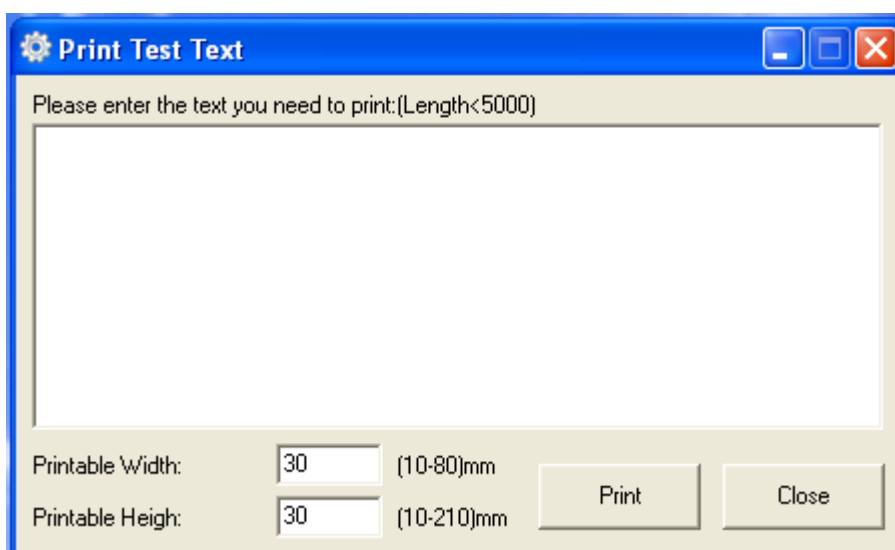 Print Test Text
Please enter the text you need to print:(Length<5000)
Printable Width: 30 (10-80)mm
Printable Heigh: 30 (10-210)mm
Print Close